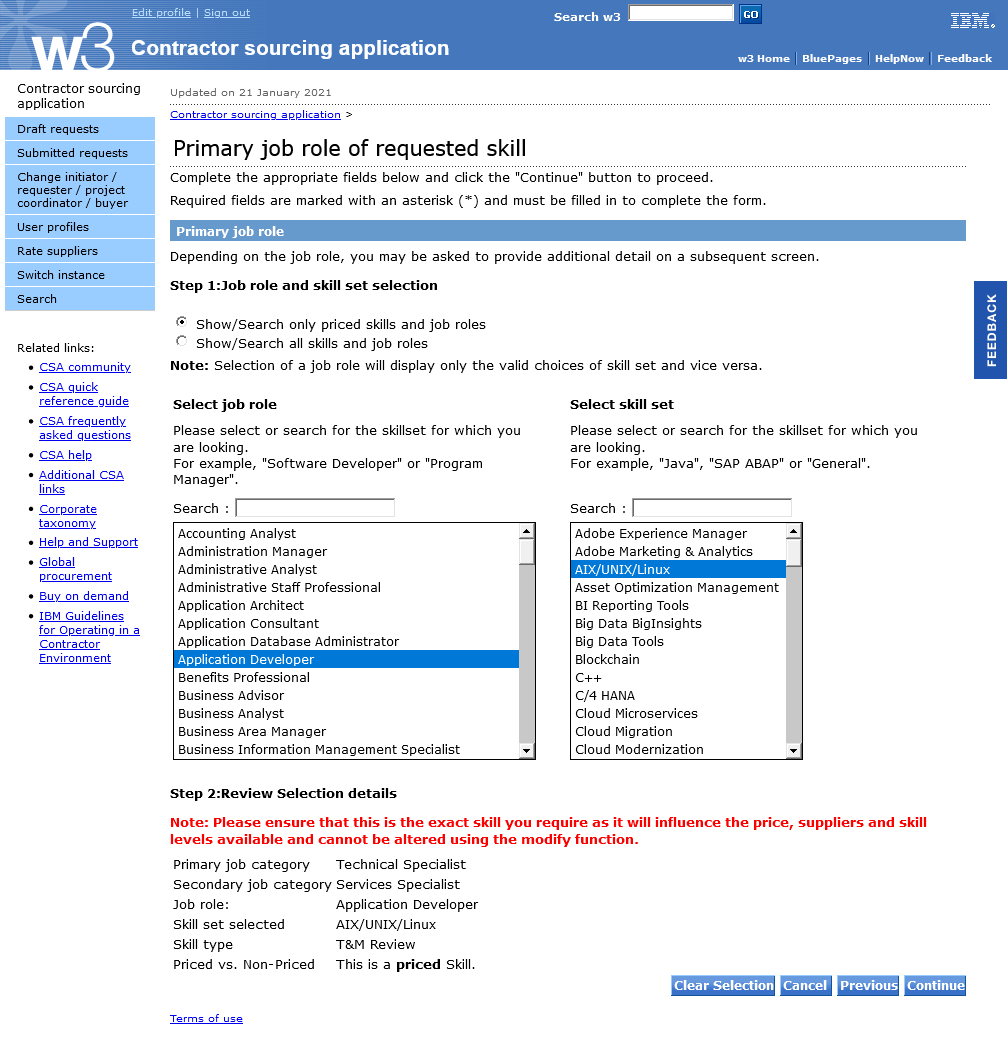 Edit profile | Sign out
Search w3
GO
IBM.
w3
Contractor sourcing application
w3 Home | BluePages | HelpNow | Feedback
Contractor sourcing
application
Draft requests
Submitted requests
Change initiator /
requester / project
coordinator / buyer
User profiles
Rate suppliers
Switch instance
Search
Related links:
CSA community
CSA quick
reference guide
CSA frequently
asked questions
CSA help
Additional CSA
links
Corporate
taxonomy
Help and Support
Global
procurement
Buy on demand
IBM Guidelines
for Operating in a
Contractor
Environment
Updated on 21 January 2021
Contractor sourcing application >
Primary job role of requested skill
Complete the appropriate fields below and click the "Continue" button to proceed.
Required fields are marked with an asterisk (*) and must be filled in to complete the form.
Primary job role
Depending on the job role, you may be asked to provide additional detail on a subsequent screen.
Step 1:Job role and skill set selection
Show/Search only priced skills and job roles
Show/Search all skills and job roles
Note: Selection of a job role will display only the valid choices of skill set and vice versa.
FEEDBACK
Select job role
Please select or search for the skillset for which you
are looking.
For example, "Software Developer" or "Program
Manager".
Search :
Accounting Analyst
Administration Manager
Administrative Analyst
Administrative Staff Professional
Application Architect
Application Consultant
Application Database Administrator
Application Developer
Benefits Professional
Business Advisor
Business Analyst
Business Area Manager
Business Information Management Specialist
Select skill set
Please select or search for the skillset for which you
are looking.
For example, "Java", "SAP ABAP" or "General".
Search :
Adobe Experience Manager
Adobe Marketing & Analytics
AIX/UNIX/Linux
Asset Optimization Management
BI Reporting Tools
Big Data BigInsights
Big Data Tools
Blockchain
C++
C/4 HANA
Cloud Microservices
Cloud Migration
Cloud Modernization
Step 2:Review Selection details
Note: Please ensure that this is the exact skill you require as it will influence the price, suppliers and skill
levels available and cannot be altered using the modify function.
Primary job category Technical Specialist
Secondary job category Services Specialist
Job role: Application Developer
Skill set selected AIX/UNIX/Linux
Skill type T&M Review
Priced vs. Non-Priced This is a priced Skill.
Clear Selection Cancel Previous Continue
Terms of use